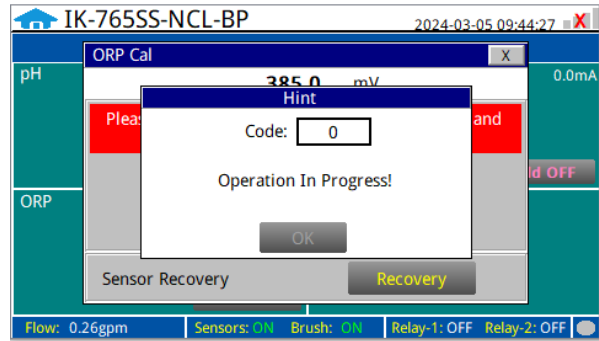 IK-765SS-NCL-BP
2024-03-05 09:44:27
ORP Cal
X
pH
385.0 mV
0.0mA
Hint
and
Code: 0
Operation In Progress!
OK
ORP
Sensor Recovery
Recovery
Flow: 0.26gpm
Sensors: ON Brush: ON
Relay-1: OFF Relay-2: OFF